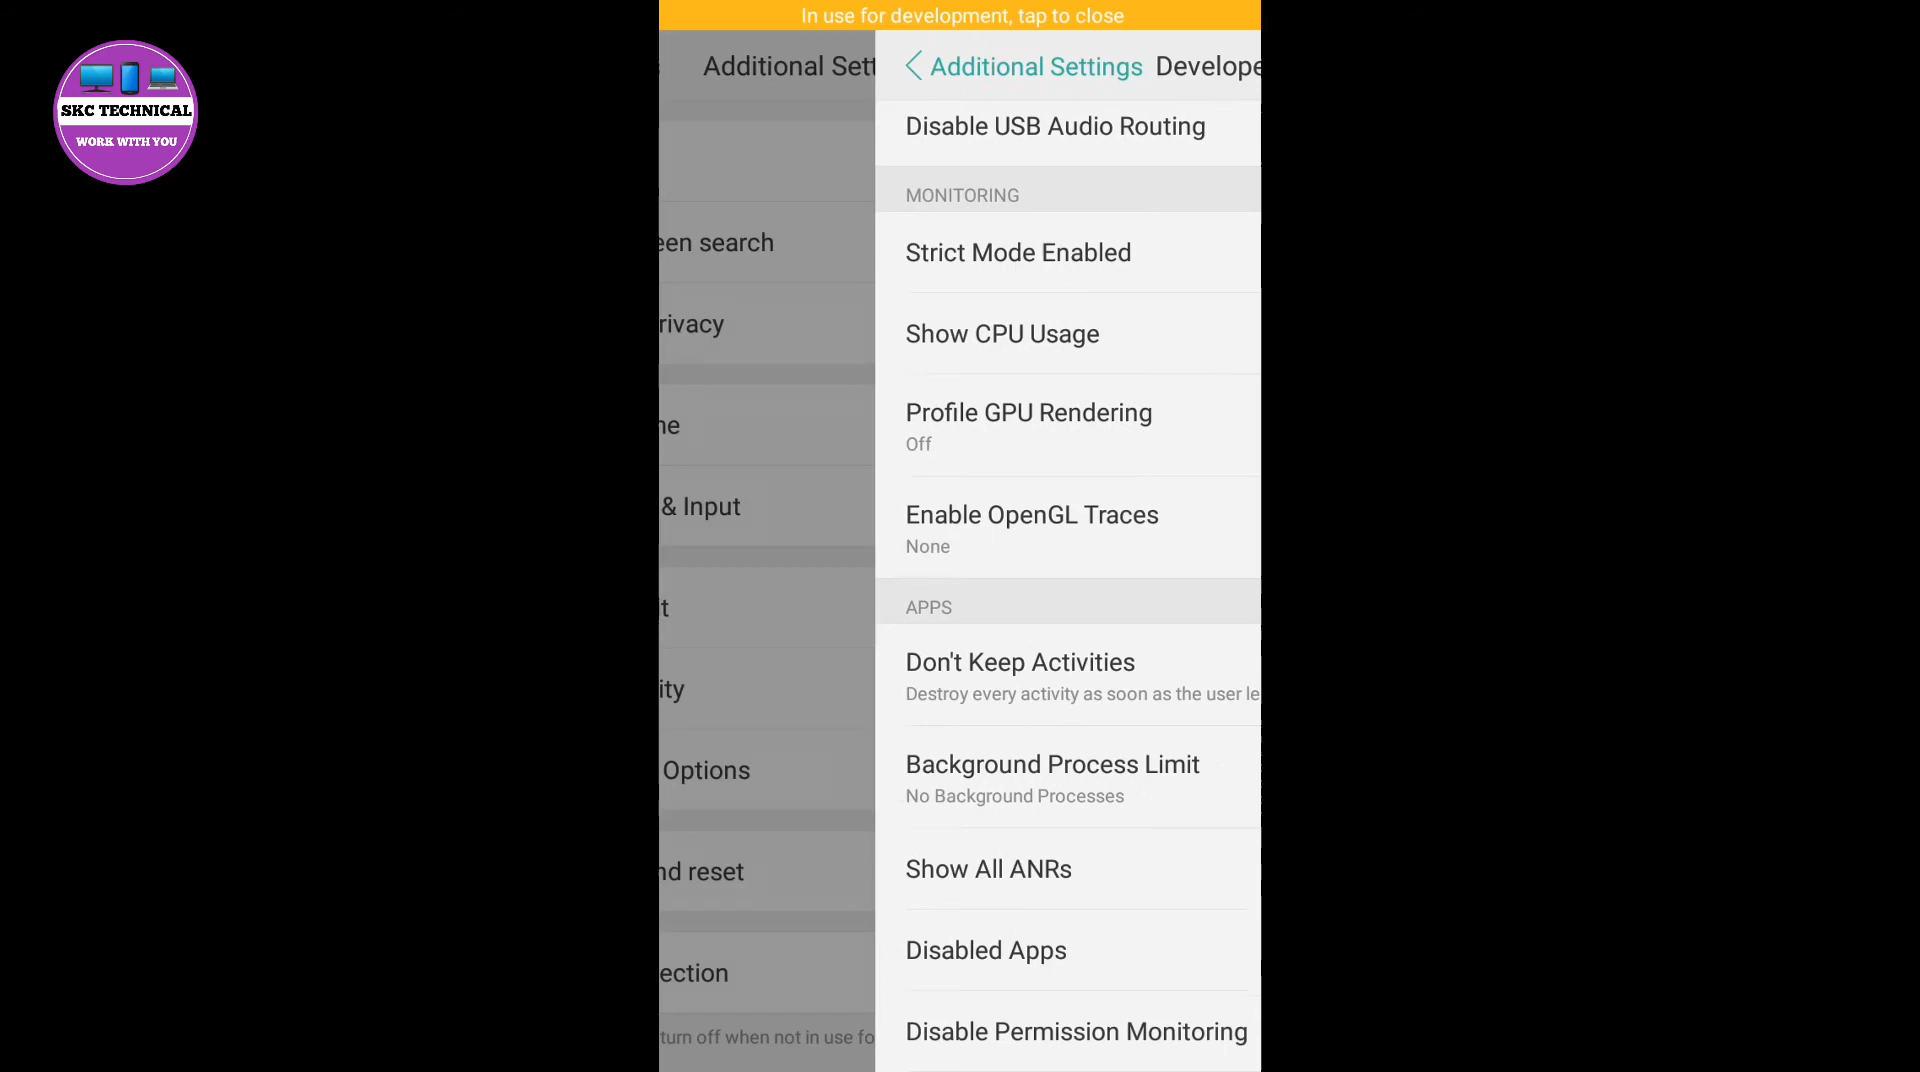 In use for development, tap to close
SKC TECHNICAL
WORK WITH YOU
Additional Sett
een search
rivacy
ne
& Input
t
ity
Options
nd reset
ection
turn off when not in use fo
Additional Settings Develope
Disable USB Audio Routing
MONITORING
Strict Mode Enabled
Show CPU Usage
Profile GPU Rendering
Off
Enable OpenGL Traces
None
APPS
Don't Keep Activities
Destroy every activity as soon as the user le
Background Process Limit
No Background Processes
Show All ANRs
Disabled Apps
Disable Permission Monitoring